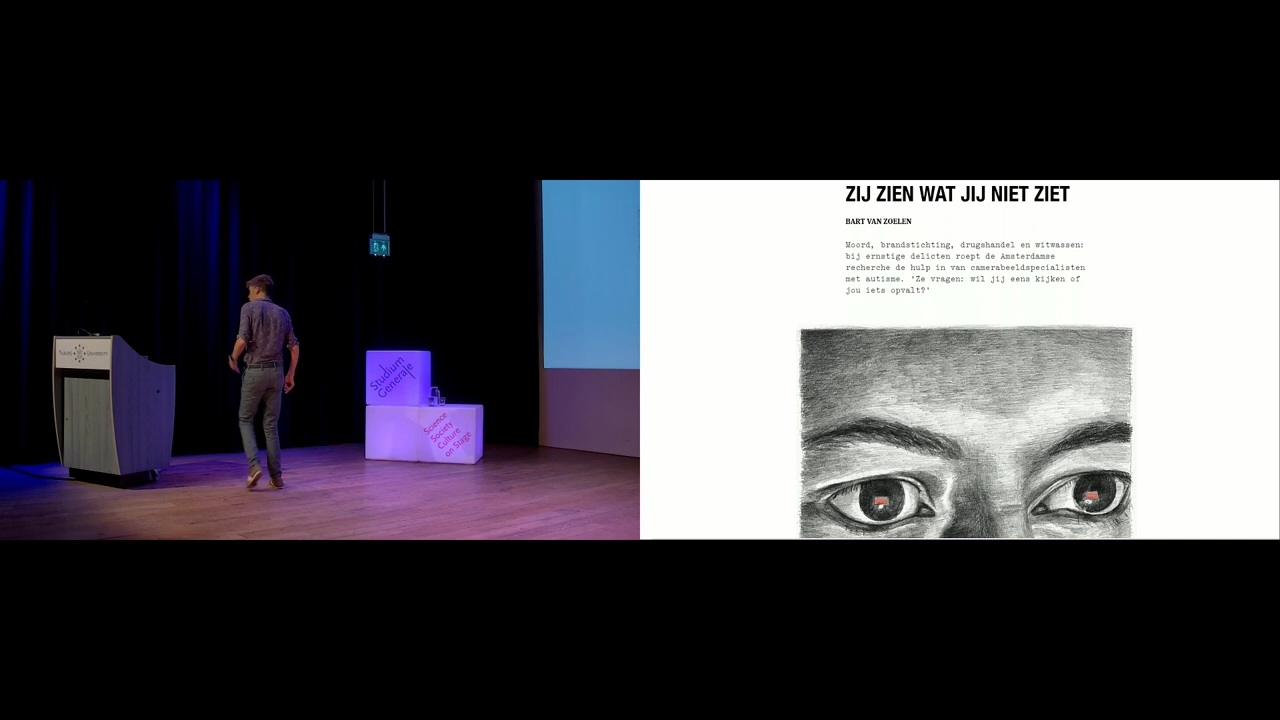 TILBURG UNIVERSITY
Studium
Generale
Science
Society
Culture
on Stage
ZIJ ZIEN WAT JIJ NIET ZIET
BART VAN ZOELEN
Moord, brandstichting, drugshandel en witwassen:
bij ernstige delicten roept de Amsterdamse
recherche de hulp in van camerabeeldspecialisten
met autisme. 'Ze vragen: wil jij eens kijken of
jou iets opvalt?'